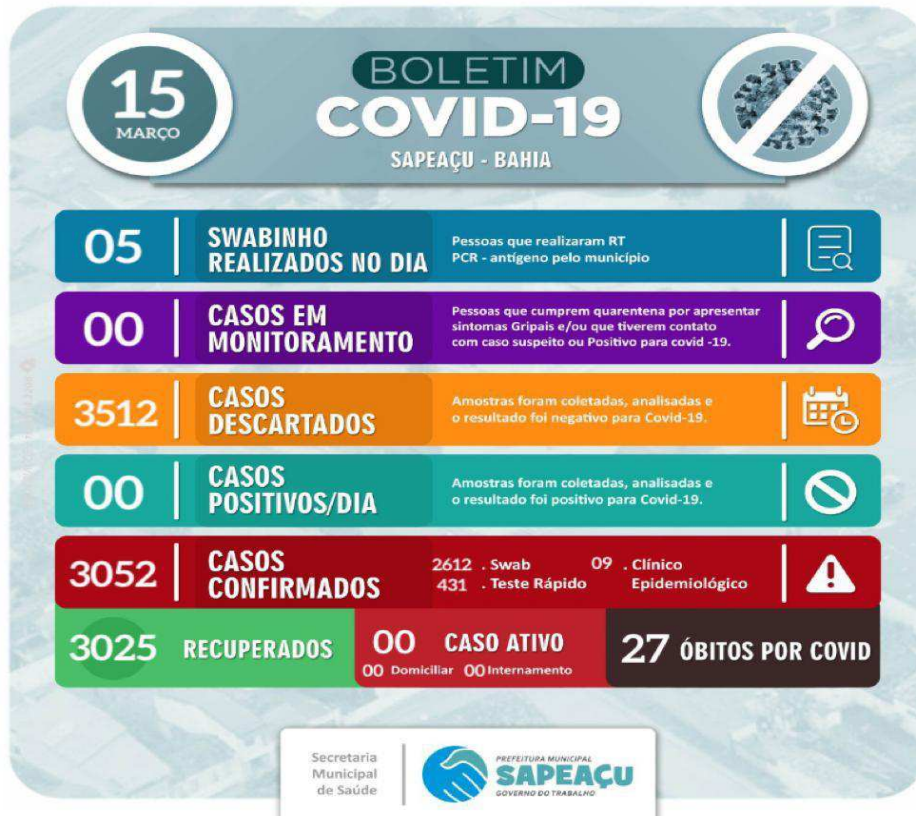 15
MARÇO
BOLETIM
COVID-19
SAPEAÇU - BAHIA
05
SWABINHO
REALIZADOS NO DIA
Pessoas que realizaram RT
PCR - antígeno pelo município
00
CASOS EM
MONITORAMENTO
Pessoas que cumprem quarentena por apresentar
sintomas Gripais e/ou que tiverem contato
com caso suspeito ou Positivo para covid -19.
3512
CASOS
DESCARTADOS
Amostras foram coletadas, analisadas e
o resultado foi negativo para Covid-19.
00
CASOS
POSITIVOS/DIA
Amostras foram coletadas, analisadas e
o resultado foi positivo para Covid-19.
3052
CASOS
CONFIRMADOS
2612 . Swab
431 . Teste Rápido
09 . Clínico
Epidemiológico
3025 RECUPERADOS
00 CASO ATIVO
00 Domiciliar 00 Internamento
27 ÓBITOS POR COVID
Secretaria
Municipal
de Saúde
PREFEITURA MUNICIPAL
SAPEAÇU
GOVERNO DO TRABALHO